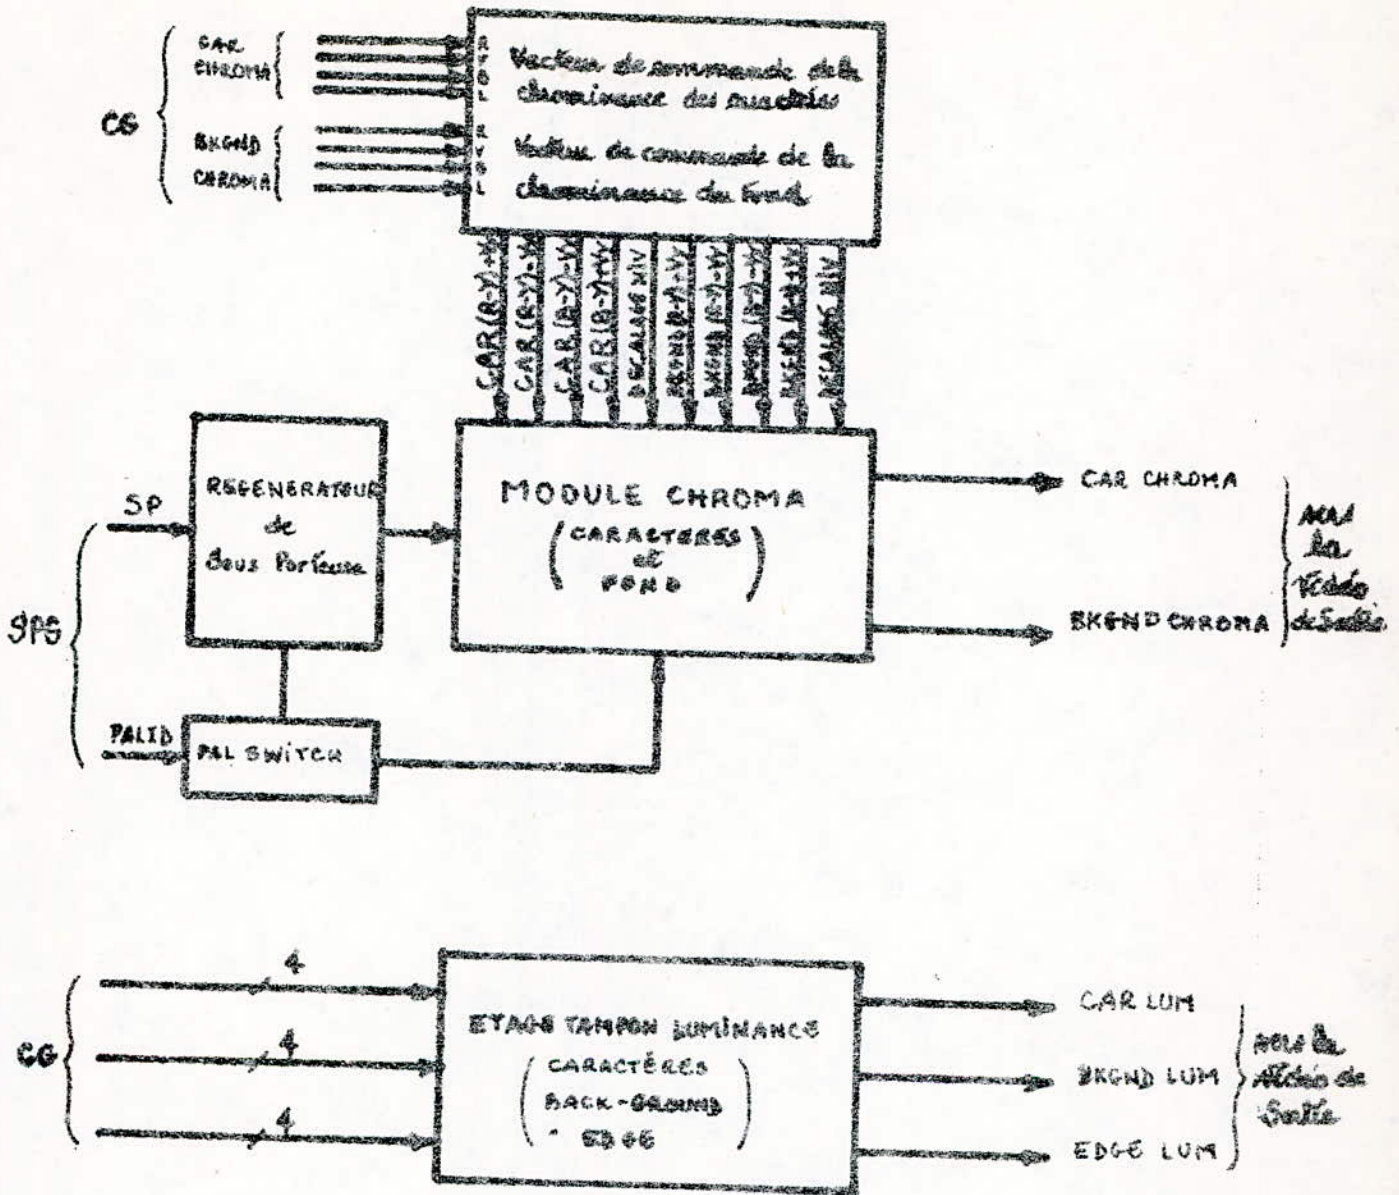 CG
CAR
CHROMA
BKGND
CHROMA
R
Y
B
L
R
Y
B
L
Vecteur de commande de la
chrominance des
Vecteur de commande de la
chrominance du Fond
CAR(R-Y)+
CAR(R-Y)-
CAR(B-Y)-
CAR(B-Y)+
DECALAGE NIV
BKGND(R-Y)+
BKGND(R-Y)-
BKGND(B-Y)-
BKGND(B-Y)+
DECALAGE NIV
SPG
SP
REGENERATEUR
de
Sous Porteuse
PALID
PAL SWITCH
MODULE CHROMA
(CARACTERES
et
FOND)
CAR CHROMA
BKGND CHROMA
vers
la
Vidéo
de Sortie
CG
4
4
4
ETAGE TAMPON LUMINANCE
(CARACTÈRES
BACK-GROUND
EDGE)
CAR LUM
BKGND LUM
EDGE LUM
vers la
Vidéo de
Sortie